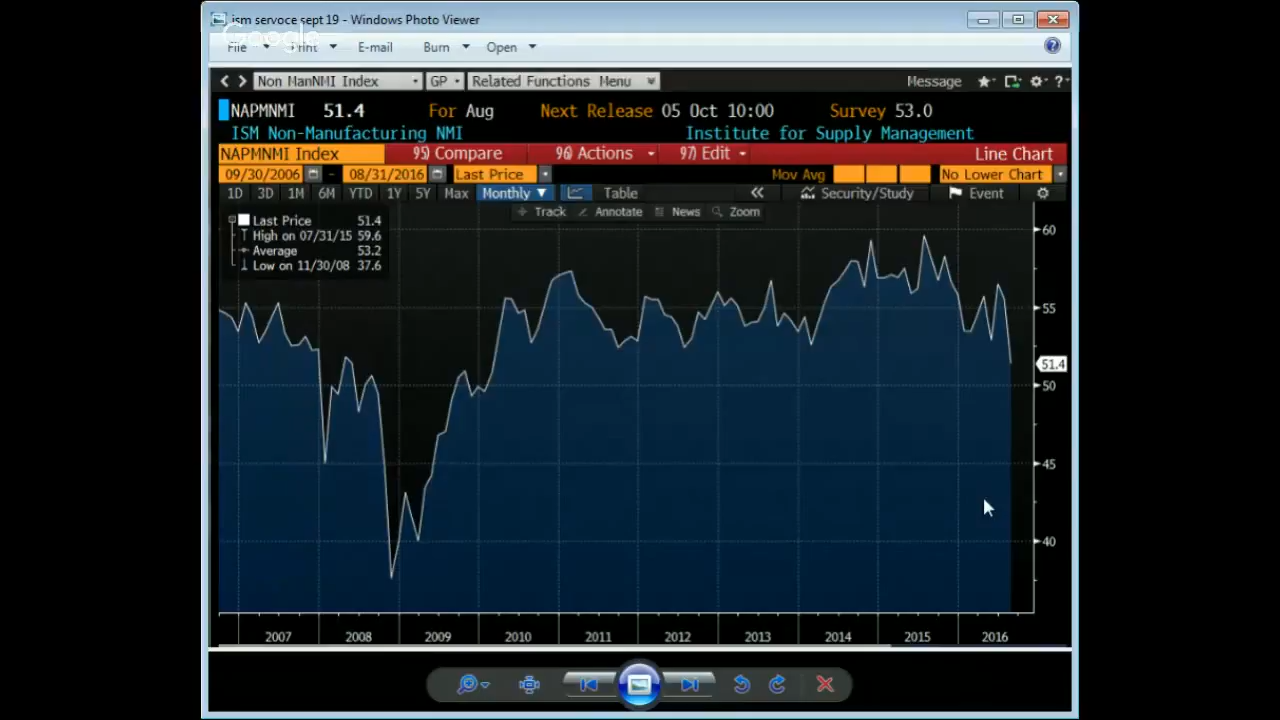 ism servoce sept 19 - Windows Photo Viewer
Google
File Print E-mail Burn Open
Non ManNMI Index GP Related Functions Menu Message
NAPMNMI 51.4 For Aug Next Release 05 Oct 10:00 Survey 53.0
ISM Non-Manufacturing NMI Institute for Supply Management
NAPMNMI Index 95) Compare 96) Actions 97) Edit Line Chart
09/30/2006 - 08/31/2016 Last Price Mov Avg No Lower Chart
1D 3D 1M 6M YTD 1Y 5Y Max Monthly Table Security/Study Event
Track Annotate News Zoom
Last Price 51.4
High on 07/31/15 59.6
Average 53.2
Low on 11/30/08 37.6
60
55
51.4
50
45
40
2007 2008 2009 2010 2011 2012 2013 2014 2015 2016